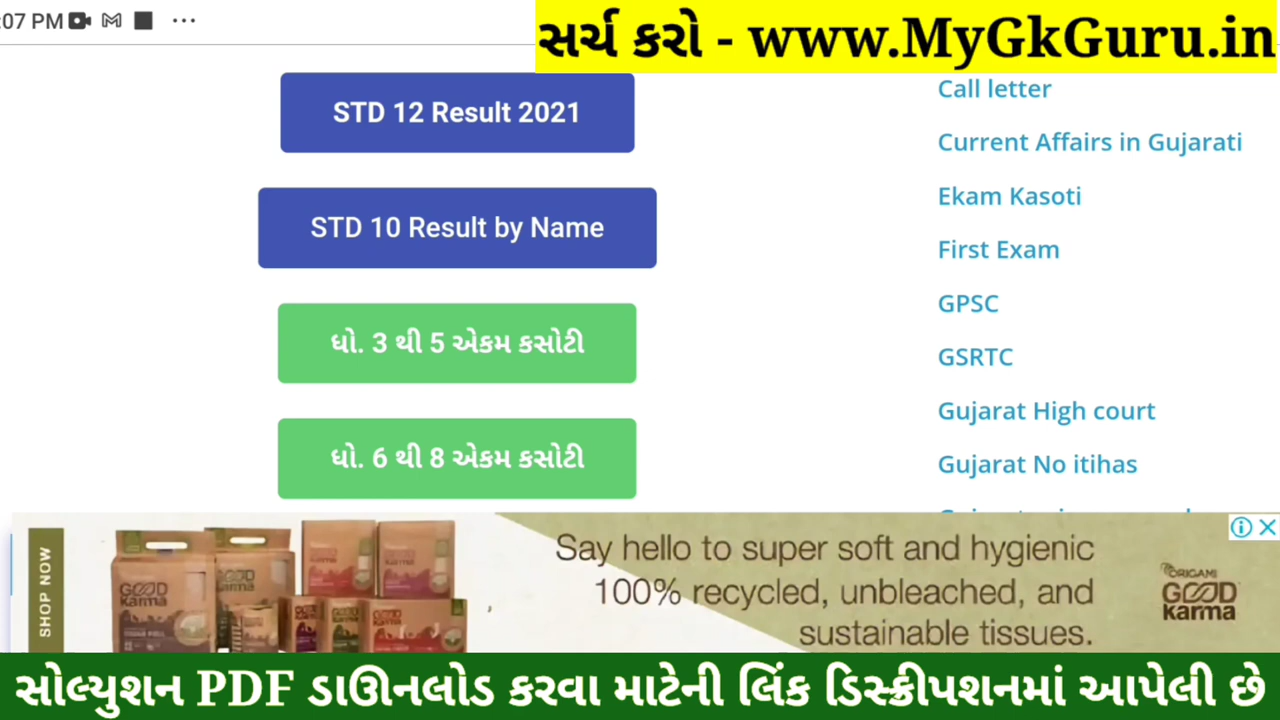 :07 PM
સર્ચ કરો - www.MyGkGuru.in
STD 12 Result 2021
STD 10 Result by Name
ધો. 3 થી 5 એકમ કસોટી
ધો. 6 થી 8 એકમ કસોટી
Call letter
Current Affairs in Gujarati
Ekam Kasoti
First Exam
GPSC
GSRTC
Gujarat High court
Gujarat No itihas
SHOP NOW
GOOD
karma
Say hello to super soft and hygienic
100% recycled, unbleached, and
sustainable tissues.
ORIGAMI
GOOD
karma
સોલ્યુશન PDF ડાઊનલોડ કરવા માટેની લિંક ડિસ્ક્રીપશનમાં આપેલી છે